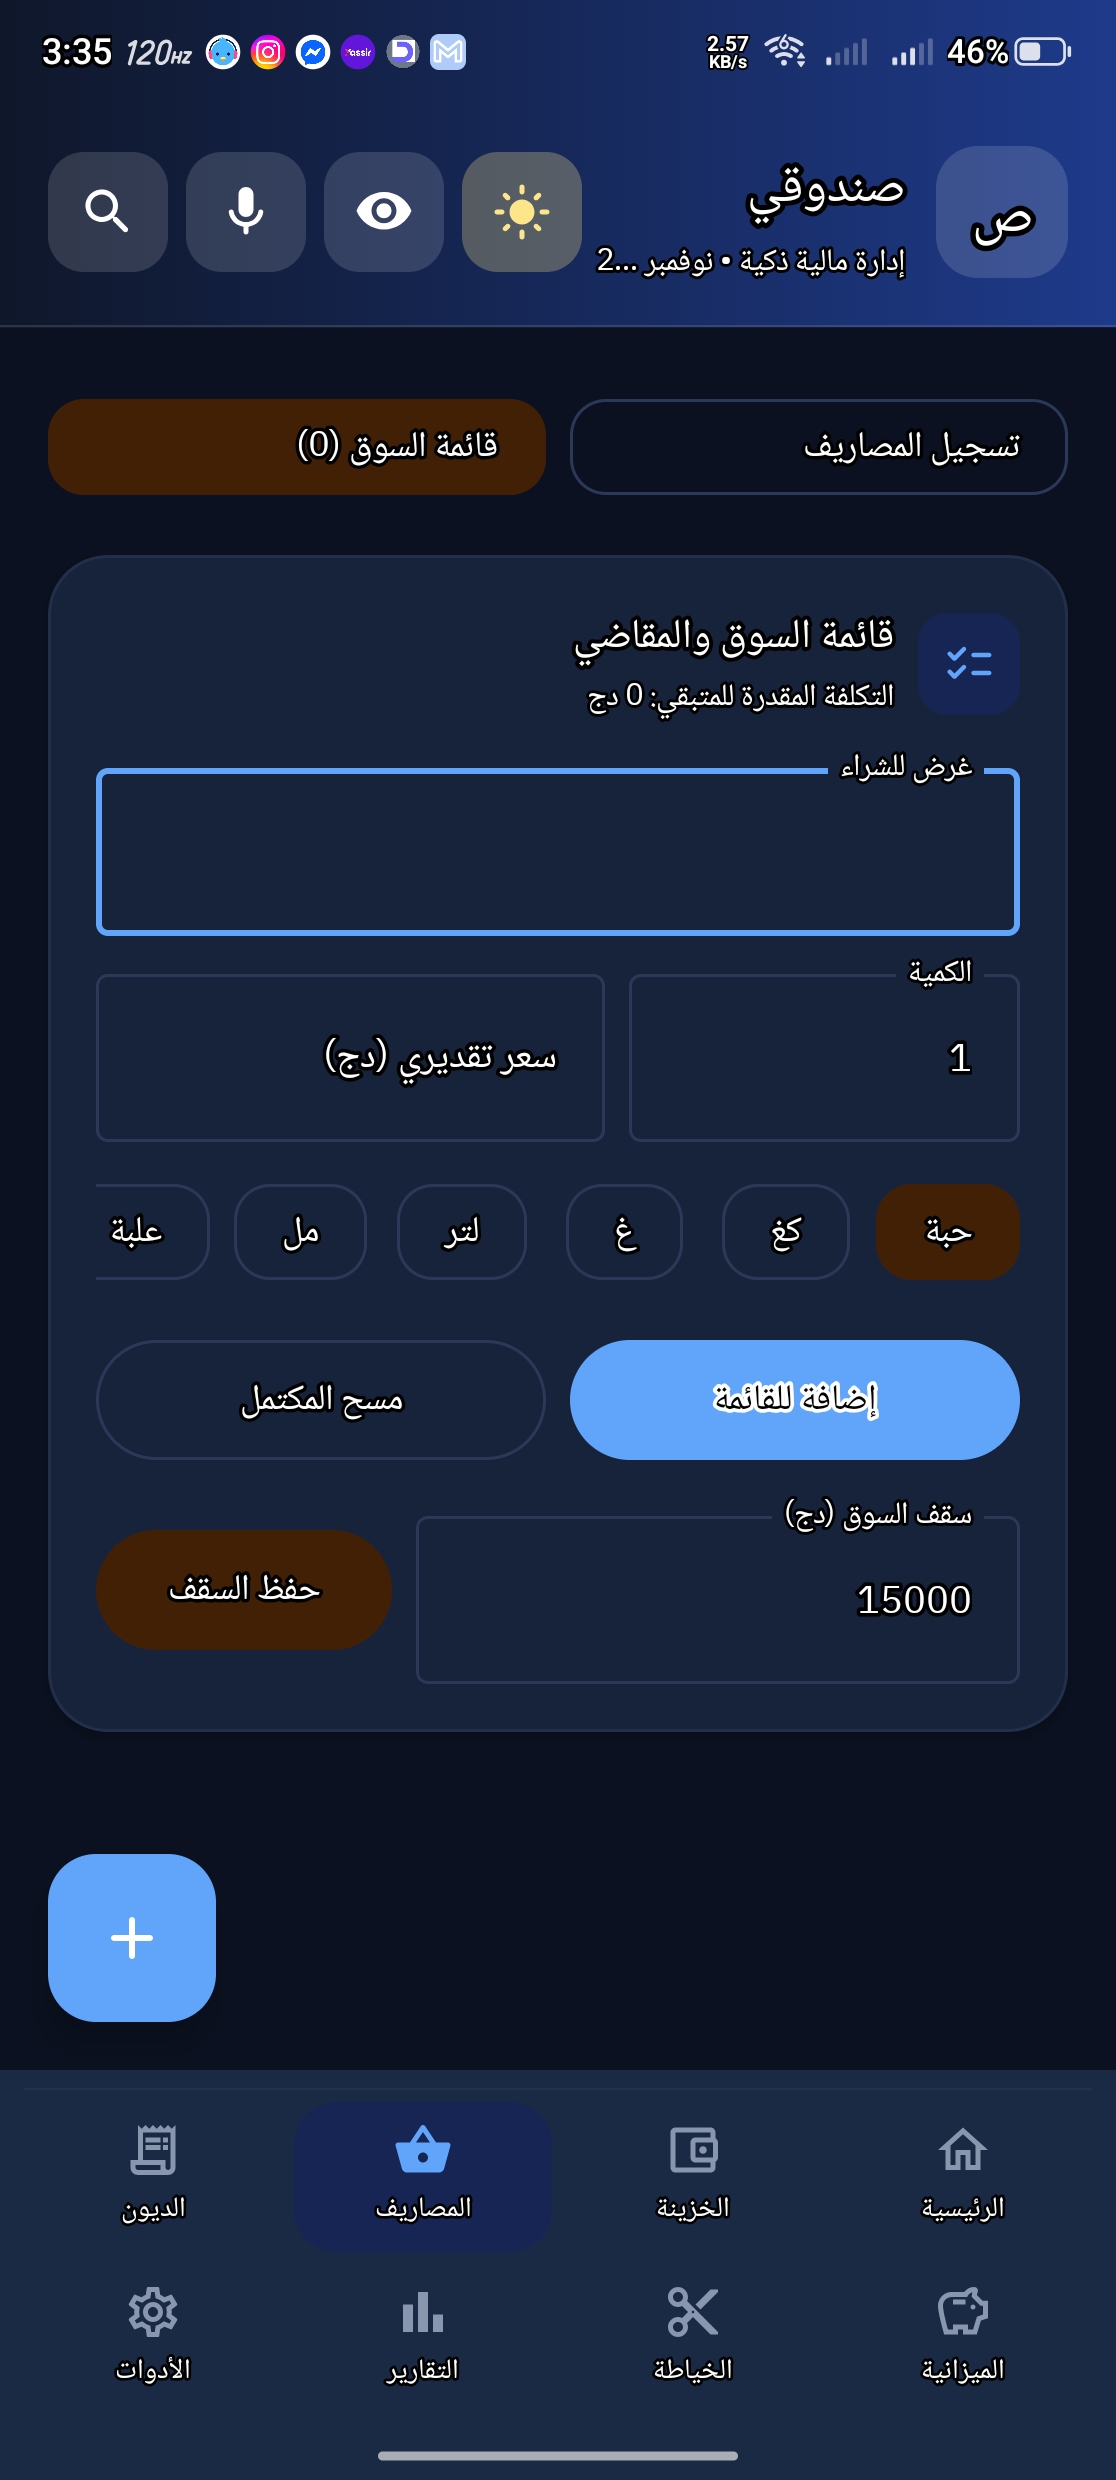 3:35 120HZ Yassir 2.57 KB/s 6 46%
ص
صندوقي
إدارة مالية ذكية • نوفمبر 2...
تسجيل المصاريف
قائمة السوق (0)
قائمة السوق والمقاضي
التكلفة المقدرة للمتبقي: 0 دج
غرض للشراء
الكمية
1
سعر تقديري (دج)
حبة كغ غ لتر مل علبة
إضافة للقائمة
مسح المكتمل
سقف السوق (دج)
15000
حفظ السقف
الرئيسية الخزينة المصاريف الديون
الميزانية الخياطة التقارير الأدوات